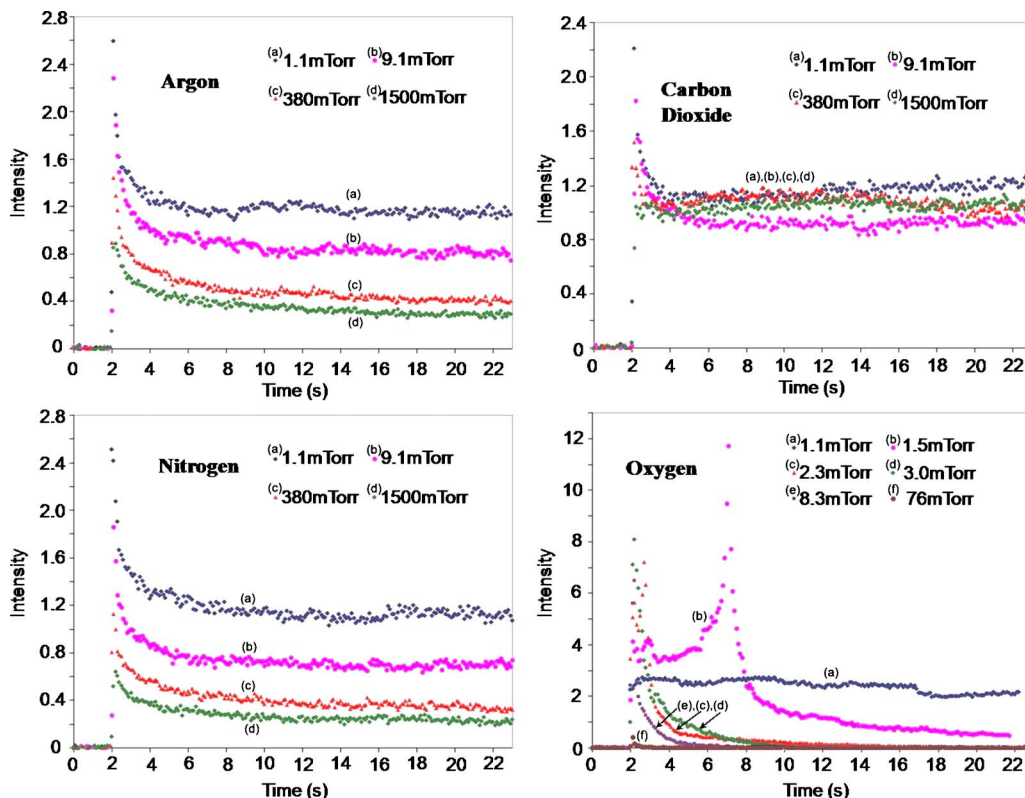 2.8
2.4
2.0
1.6
1.2
0.8
0.4
0
Intensity
Argon
(a) 1.1mTorr (b) 9.1mTorr
(c) 380mTorr (d) 1500mTorr
(a)
(b)
(c)
(d)
0 2 4 6 8 10 12 14 16 18 20 22
Time (s)
2.4
2.0
1.6
1.2
0.8
0.4
0
Intensity
(a) 1.1mTorr (b) 9.1mTorr
Carbon
Dioxide
(c) 380mTorr (d) 1500mTorr
(a),(b),(c),(d)
0 2 4 6 8 10 12 14 16 18 20 22
Time (s)
2.8
2.4
2.0
1.6
1.2
0.8
0.4
0
Intensity
Nitrogen
(a) 1.1mTorr (b) 9.1mTorr
(c) 380mTorr (d) 1500mTorr
(a)
(b)
(c)
(d)
0 2 4 6 8 10 12 14 16 18 20 22
Time (s)
12
10
8
6
4
2
0
Intensity
Oxygen
(a) 1.1mTorr (b) 1.5mTorr
(c) 2.3mTorr (d) 3.0mTorr
(e) 8.3mTorr (f) 76mTorr
(b)
(a)
(e),(c),(d)
(f)
0 2 4 6 8 10 12 14 16 18 20 22
Time (s)